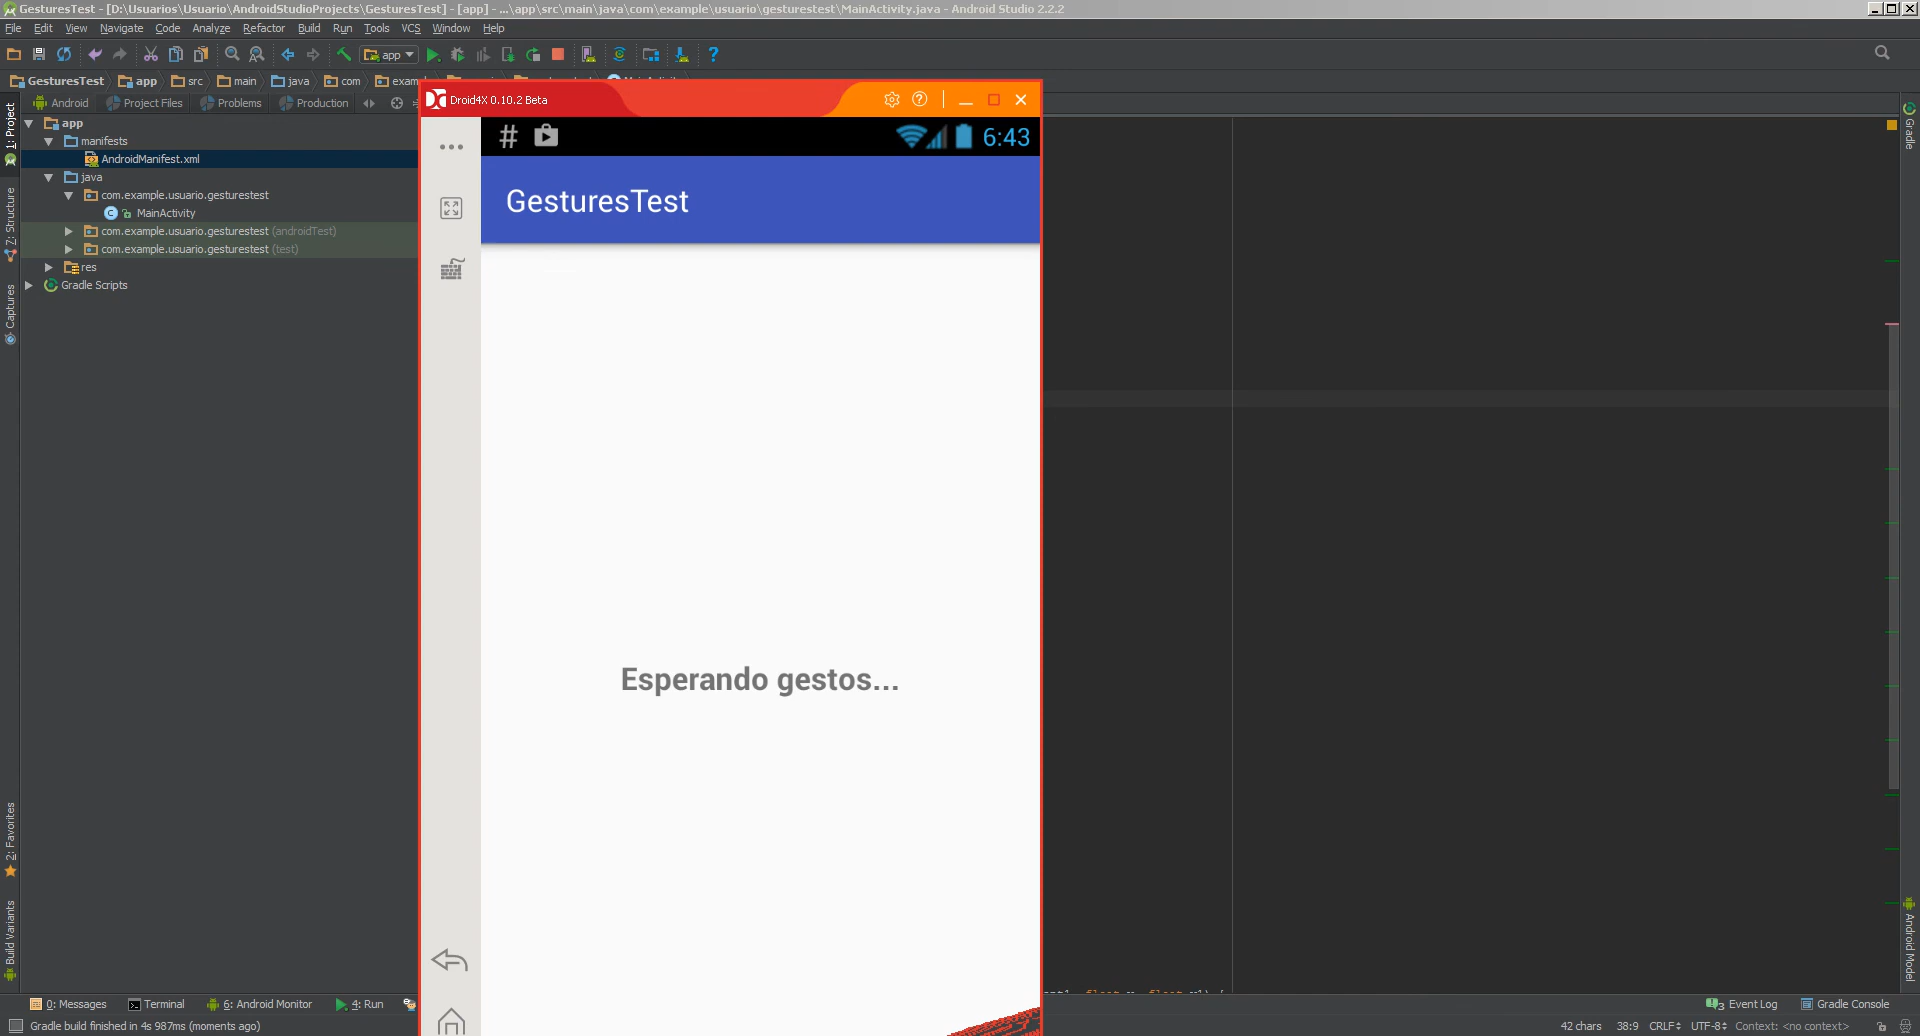 GesturesTest - [D:\Usuarios\Usuario\AndroidStudioProjects\GesturesTest] - [app] - ...\app\src\main\java\com\example\usuario\gesturestest\MainActivity.java - Android Studio 2.2.2
File Edit View Navigate Code Analyze Refactor Build Run Tools VCS Window Help
app
GesturesTest app src main java com
Android Project Files Problems Production
1: Project
Z: Structure
Captures
2: Favorites
Build Variants
app
manifests
AndroidManifest.xml
java
com.example.usuario.gesturestest
MainActivity
com.example.usuario.gesturestest (androidTest)
com.example.usuario.gesturestest (test)
res
Gradle Scripts
Droid4X 0.10.2 Beta
6:43
GesturesTest
Esperando gestos...
Gradle
Android Model
0: Messages Terminal 6: Android Monitor 4: Run
3 Event Log Gradle Console
Gradle build finished in 4s 987ms (moments ago)
42 chars 38:9 CRLF UTF-8 Context: <no context>